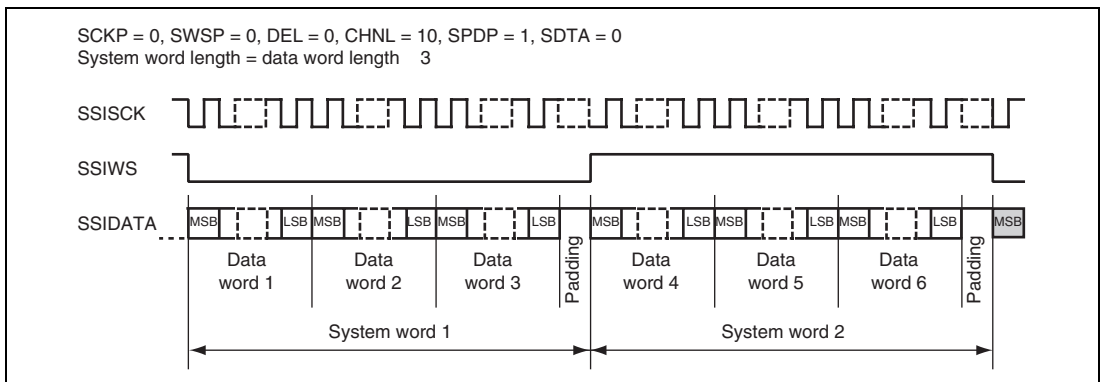 SCKP = 0, SWSP = 0, DEL = 0, CHNL = 10, SPDP = 1, SDTA = 0
System word length = data word length 3
SSISCK
SSIWS
SSIDATA
MSB LSB MSB LSB MSB LSB MSB LSB MSB LSB MSB LSB MSB
Data word 1
Data word 2
Data word 3
Padding
Data word 4
Data word 5
Data word 6
Padding
System word 1
System word 2